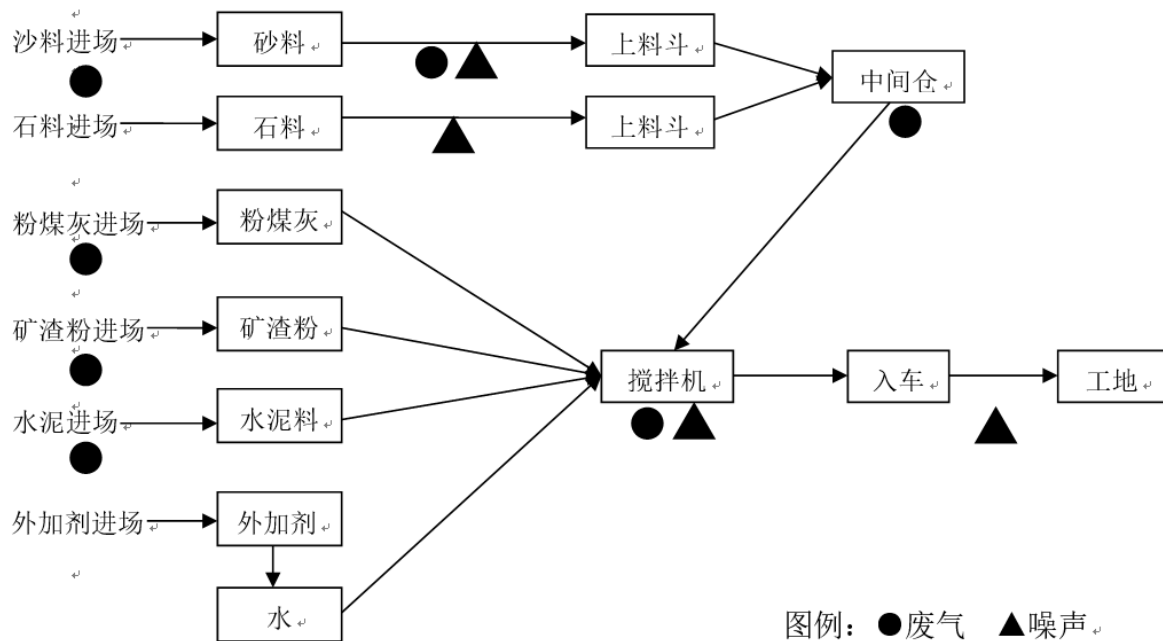 沙料进场 砂料 上料斗
中间仓
石料进场 石料 上料斗
粉煤灰进场 粉煤灰
矿渣粉进场 矿渣粉
搅拌机 入车 工地
水泥进场 水泥料
外加剂进场 外加剂
水
图例：●废气 ▲噪声